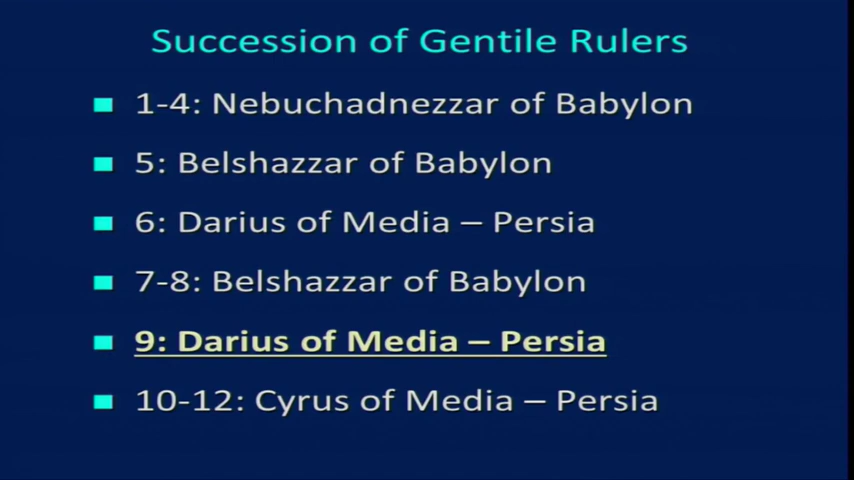 Succession of Gentile Rulers
1-4: Nebuchadnezzar of Babylon
5: Belshazzar of Babylon
6: Darius of Media – Persia
7-8: Belshazzar of Babylon
9: Darius of Media – Persia
10-12: Cyrus of Media – Persia